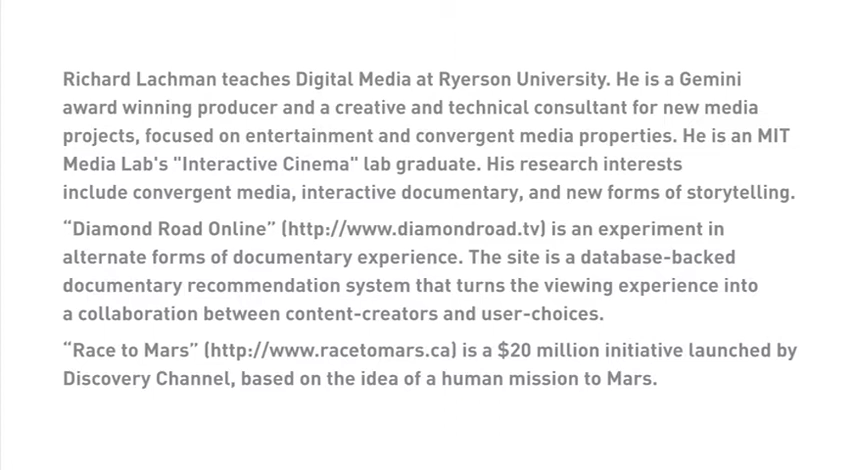 Richard Lachman teaches Digital Media at Ryerson University. He is a Gemini
award winning producer and a creative and technical consultant for new media
projects, focused on entertainment and convergent media properties. He is an MIT
Media Lab's "Interactive Cinema" lab graduate. His research interests
include convergent media, interactive documentary, and new forms of storytelling.
“Diamond Road Online” (http://www.diamondroad.tv) is an experiment in
alternate forms of documentary experience. The site is a database-backed
documentary recommendation system that turns the viewing experience into
a collaboration between content-creators and user-choices.
“Race to Mars” (http://www.racetomars.ca) is a $20 million initiative launched by
Discovery Channel, based on the idea of a human mission to Mars.